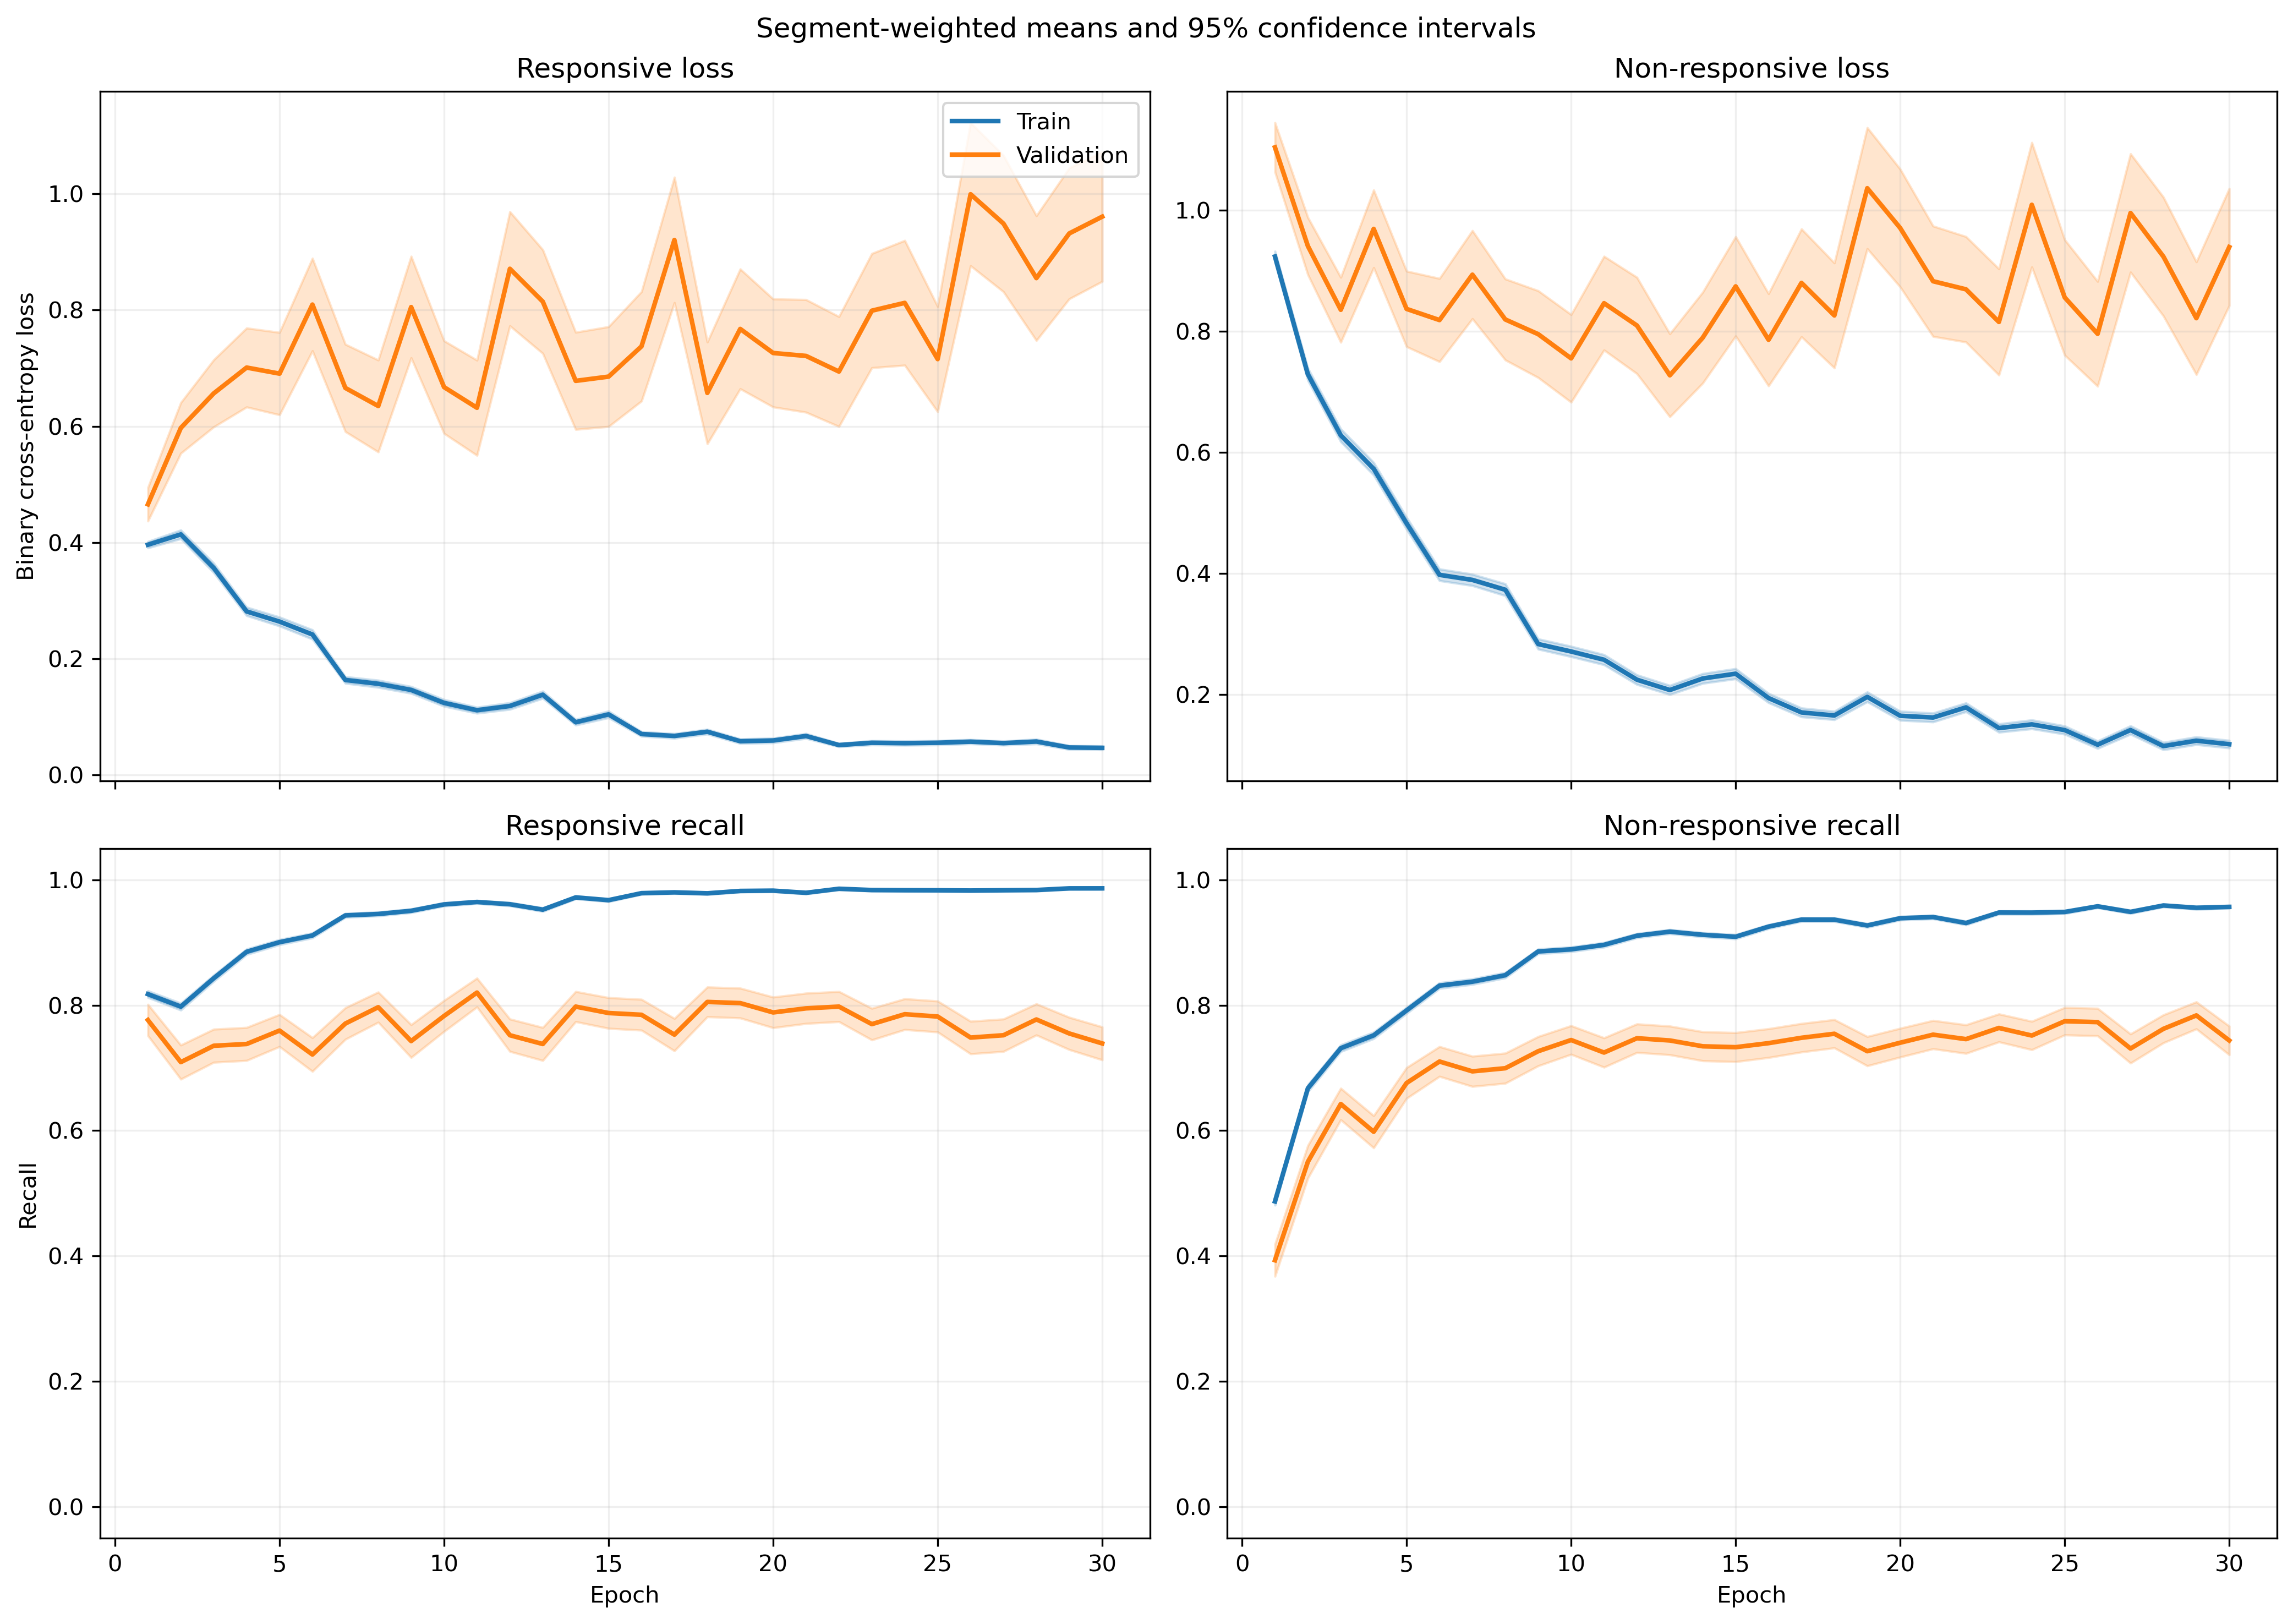 Segment-weighted means and 95% confidence intervals
Responsive loss
Non-responsive loss
Train
Validation
Binary cross-entropy loss
1.0
0.8
0.6
0.4
0.2
0.0
1.0
0.8
0.6
0.4
0.2
Responsive recall
Non-responsive recall
Recall
1.0
0.8
0.6
0.4
0.2
0.0
1.0
0.8
0.6
0.4
0.2
0.0
0 5 10 15 20 25 30
0 5 10 15 20 25 30
Epoch
Epoch